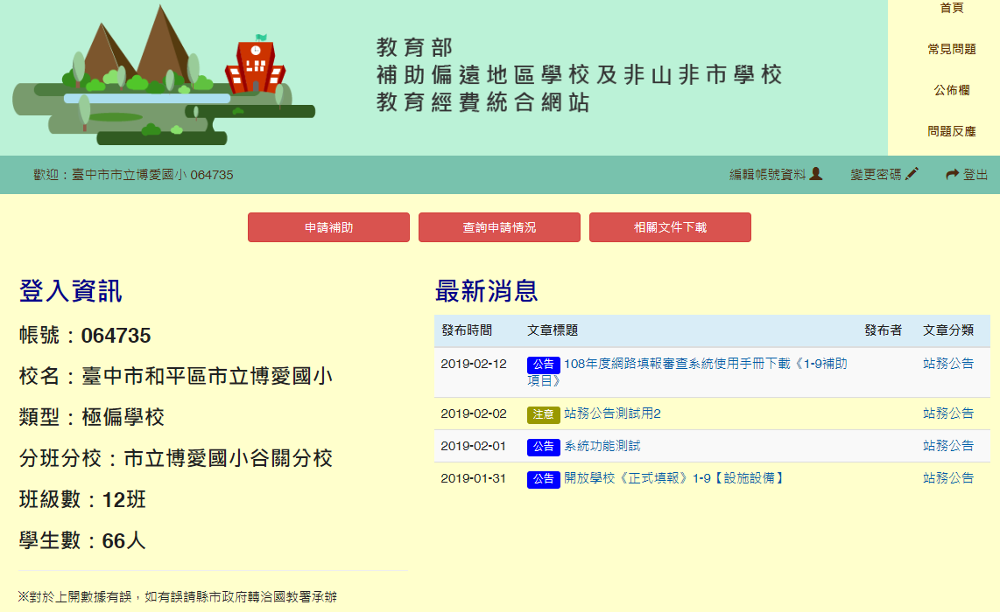 教育部
補助偏遠地區學校及非山非市學校
教育經費統合網站
首頁
常見問題
公佈欄
問題反應
歡迎：臺中市市立博愛國小 064735
編輯帳號資料
變更密碼
登出
申請補助
查詢申請情況
相關文件下載
登入資訊
帳號：064735
校名：臺中市和平區市立博愛國小
類型：極偏學校
分班分校：市立博愛國小谷關分校
班級數：12班
學生數：66人
※對於上開數據有誤，如有誤請縣市政府轉洽國教署承辦
最新消息
發布時間 文章標題 發布者 文章分類
2019-02-12 公告 108年度網路填報審查系統使用手冊下載《1-9補助 站務公告
項目》
2019-02-02 注意 站務公告測試用2 站務公告
2019-02-01 公告 系統功能測試 站務公告
2019-01-31 公告 開放學校《正式填報》1-9【設施設備】 站務公告